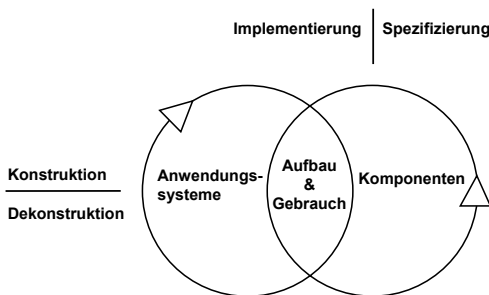 Implementierung Spezifizierung
Konstruktion
Dekonstruktion
Anwendungs-
systeme
Aufbau
&
Gebrauch
Komponenten